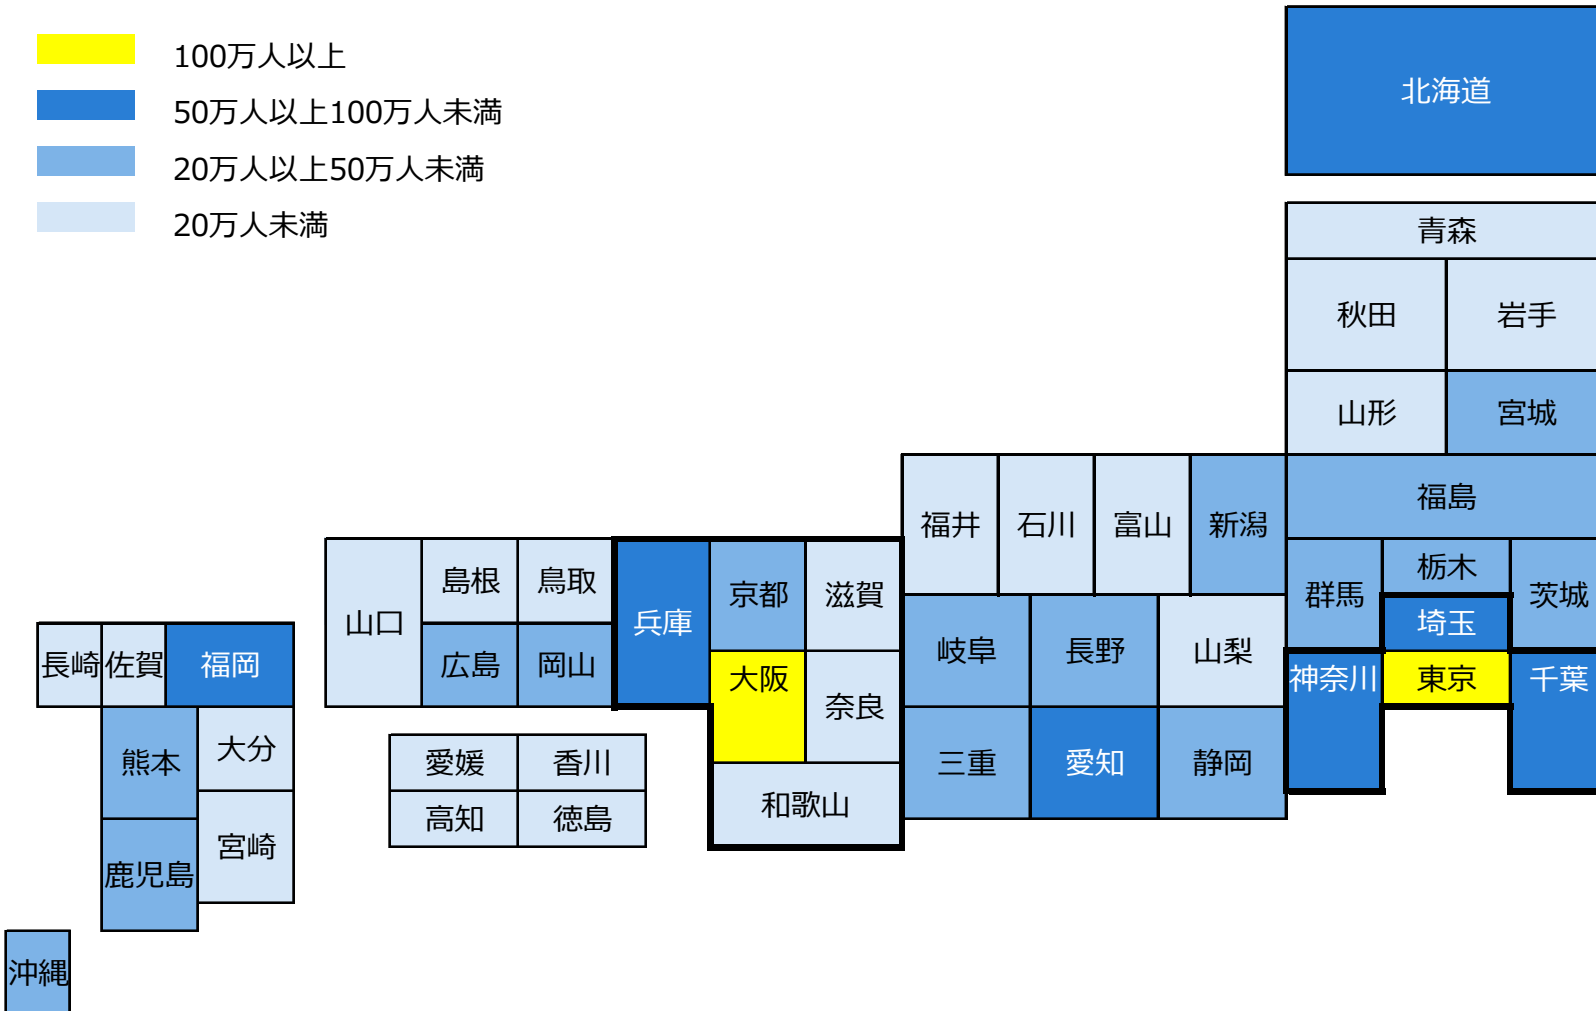 100万人以上
50万人以上100万人未満
20万人以上50万人未満
20万人未満
北海道
青森
秋田
岩手
山形
宮城
福井
石川
富山
新潟
福島
群馬
栃木
茨城
埼玉
山口
島根
鳥取
兵庫
京都
滋賀
岐阜
長野
山梨
神奈川
東京
千葉
長崎
佐賀
福岡
広島
岡山
大阪
奈良
熊本
大分
愛媛
香川
三重
愛知
静岡
高知
徳島
和歌山
宮崎
鹿児島
沖縄